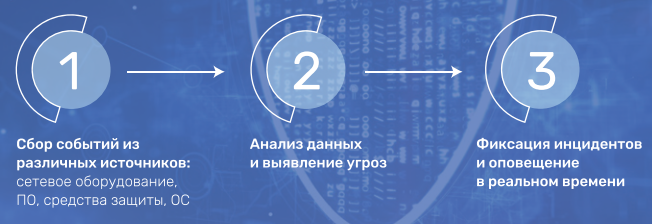 1
2
3
Сбор событий из
различных источников:
сетевое оборудование,
ПО, средства защиты, ОС
Анализ данных
и выявление угроз
Фиксация инцидентов
и оповещение
в реальном времени